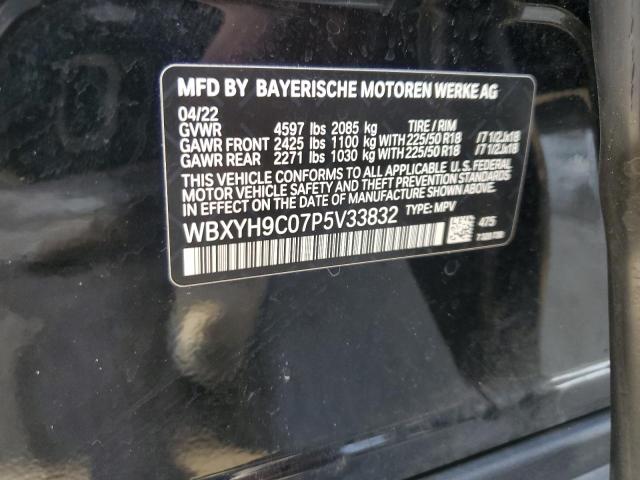 MFD BY BAYERISCHE MOTOREN WERKE AG
04/22
GVWR 4597 lbs 2085 kg TIRE / RIM
GAWR FRONT 2425 lbs 1100 kg WITH 225/50 R18 /7 1/2Jx18
GAWR REAR 2271 lbs 1030 kg WITH 225/50 R18 /7 1/2Jx18
THIS VEHICLE CONFORMS TO ALL APPLICABLE U.S. FEDERAL
MOTOR VEHICLE SAFETY AND THEFT PREVENTION STANDARDS
IN EFFECT ON THE DATE OF MANUFACTURE SHOWN ABOVE.
WBXYH9C07P5V33832 TYPE: MPV
475